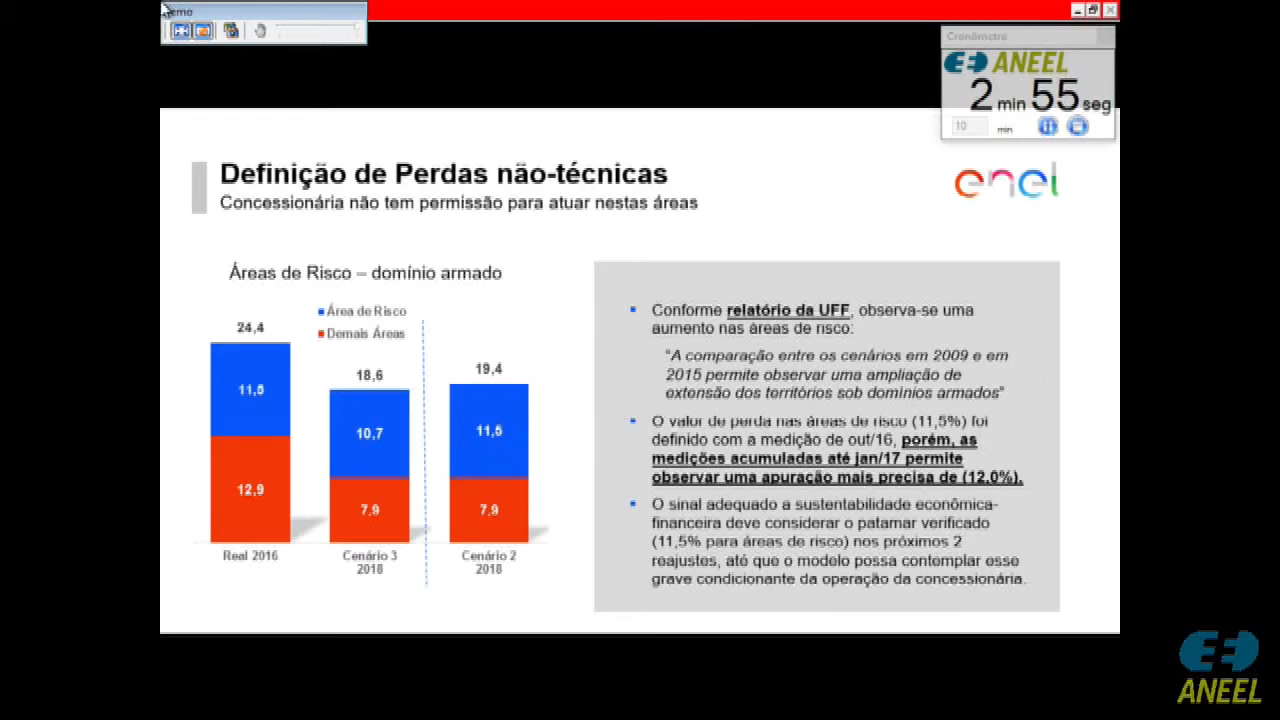 emo
Cronômetro
ANEEL
2 min 55 seg
10 min
Definição de Perdas não-técnicas
Concessionária não tem permissão para atuar nestas áreas
enel
Áreas de Risco – domínio armado
Área de Risco
Demais Áreas
24,4
11,5
12,9
Real 2016
18,6
10,7
7,9
Cenário 3
2018
19,4
11,5
7,9
Cenário 2
2018
Conforme relatório da UFF, observa-se uma
aumento nas áreas de risco:
"A comparação entre os cenários em 2009 e em
2015 permite observar uma ampliação de
extensão dos territórios sob domínios armados"
O valor de perda nas áreas de risco (11,5%) foi
definido com a medição de out/16, porém, as
medições acumuladas até jan/17 permite
observar uma apuração mais precisa de (12,0%).
O sinal adequado a sustentabilidade econômica-
financeira deve considerar o patamar verificado
(11,5% para áreas de risco) nos próximos 2
reajustes, até que o modelo possa contemplar esse
grave condicionante da operação da concessionária.
ANEEL